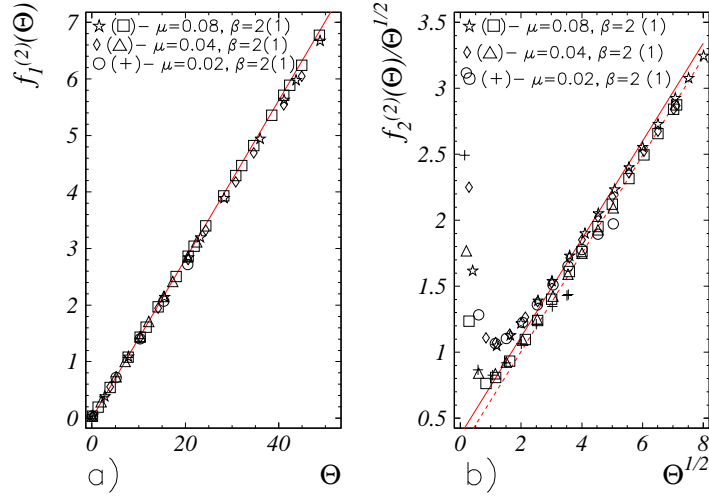 f₁⁽²⁾(Θ)
7
6
5
4
3
2
1
0
☆(□)− μ=0.08, β=2(1)
◇(△)− μ=0.04, β=2(1)
○(+)− μ=0.02, β=2(1)
0
20
40
a)
Θ
f₂⁽²⁾(Θ)/Θ^1/2
3.5
3
2.5
2
1.5
1
0.5
☆(□)− μ=0.08, β=2 (1)
◇(△)− μ=0.04, β=2 (1)
○(+)− μ=0.02, β=2 (1)
0
2
4
6
8
b)
Θ^1/2